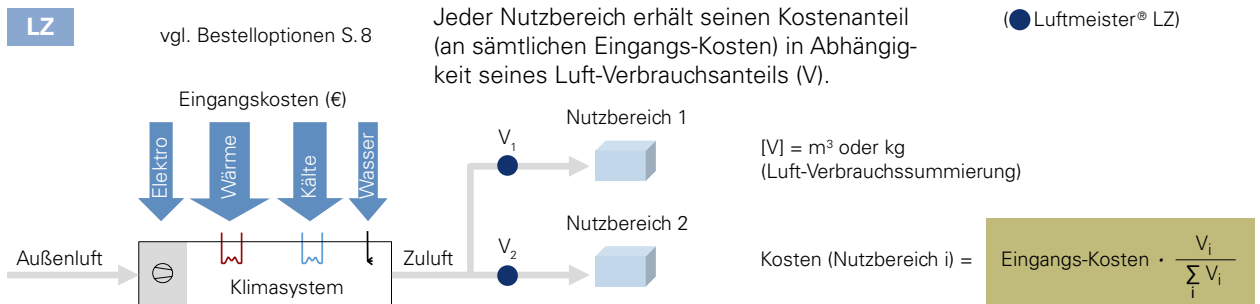 LZ
vgl. Bestelloptionen S. 8
Jeder Nutzbereich erhält seinen Kostenanteil
(an sämtlichen Eingangs-Kosten) in Abhängig-
keit seines Luft-Verbrauchsanteils (V).
(Luftmeister® LZ)
Eingangskosten (€)
Elektro
Wärme
Kälte
Wasser
Nutzbereich 1
V₁
[V] = m³ oder kg
(Luft-Verbrauchssummierung)
Nutzbereich 2
V₂
Außenluft
Klimasystem
Zuluft
Kosten (Nutzbereich i) = Eingangs-Kosten · Vᵢ / ∑ᵢ Vᵢ